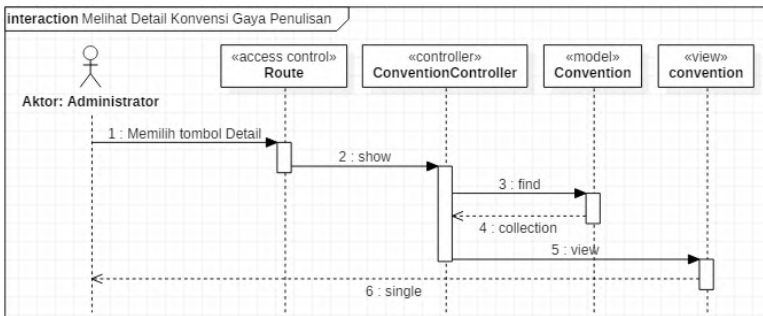 interaction Melihat Detail Konvensi Gaya Penulisan
«access control»
Route
«controller»
ConventionController
«model»
Convention
«view»
convention
Aktor: Administrator
1 : Memilih tombol Detail
2 : show
3 : find
4 : collection
5 : view
6 : single